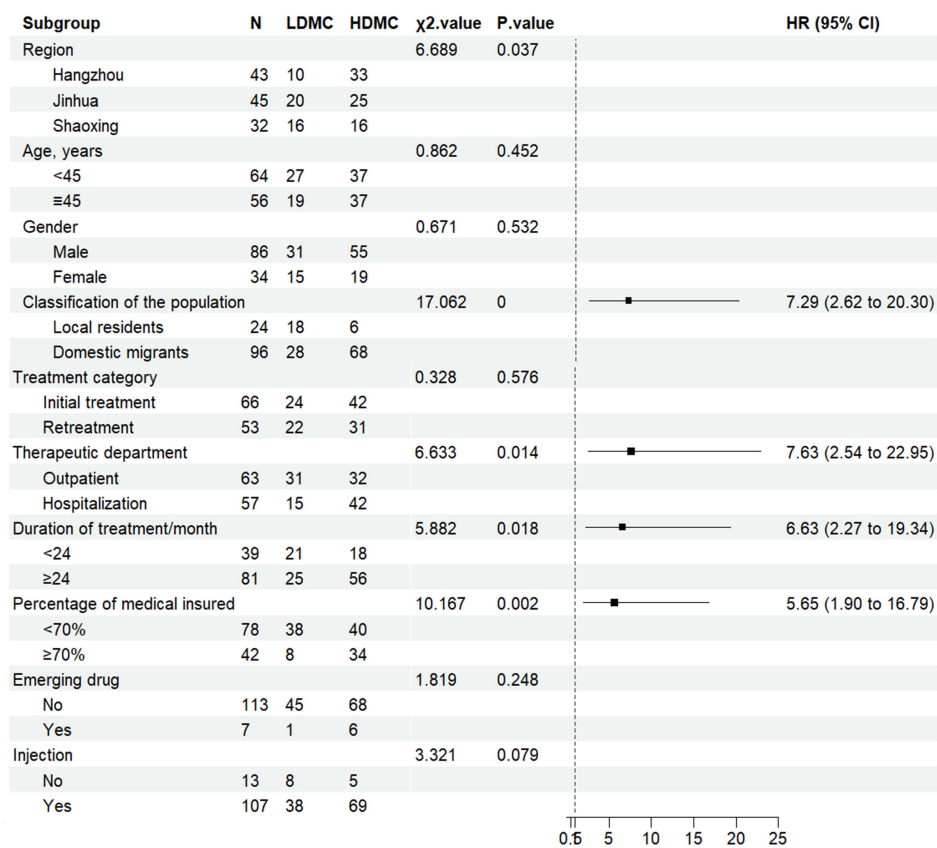 Subgroup N LDMC HDMC χ2.value P.value HR (95% CI)
Region 6.689 0.037
Hangzhou 43 10 33
Jinhua 45 20 25
Shaoxing 32 16 16
Age, years 0.862 0.452
<45 64 27 37
≡45 56 19 37
Gender 0.671 0.532
Male 86 31 55
Female 34 15 19
Classification of the population 17.062 0 7.29 (2.62 to 20.30)
Local residents 24 18 6
Domestic migrants 96 28 68
Treatment category 0.328 0.576
Initial treatment 66 24 42
Retreatment 53 22 31
Therapeutic department 6.633 0.014 7.63 (2.54 to 22.95)
Outpatient 63 31 32
Hospitalization 57 15 42
Duration of treatment/month 5.882 0.018 6.63 (2.27 to 19.34)
<24 39 21 18
≥24 81 25 56
Percentage of medical insured 10.167 0.002 5.65 (1.90 to 16.79)
<70% 78 38 40
≥70% 42 8 34
Emerging drug 1.819 0.248
No 113 45 68
Yes 7 1 6
Injection 3.321 0.079
No 13 8 5
Yes 107 38 69
5 10 15 20 25